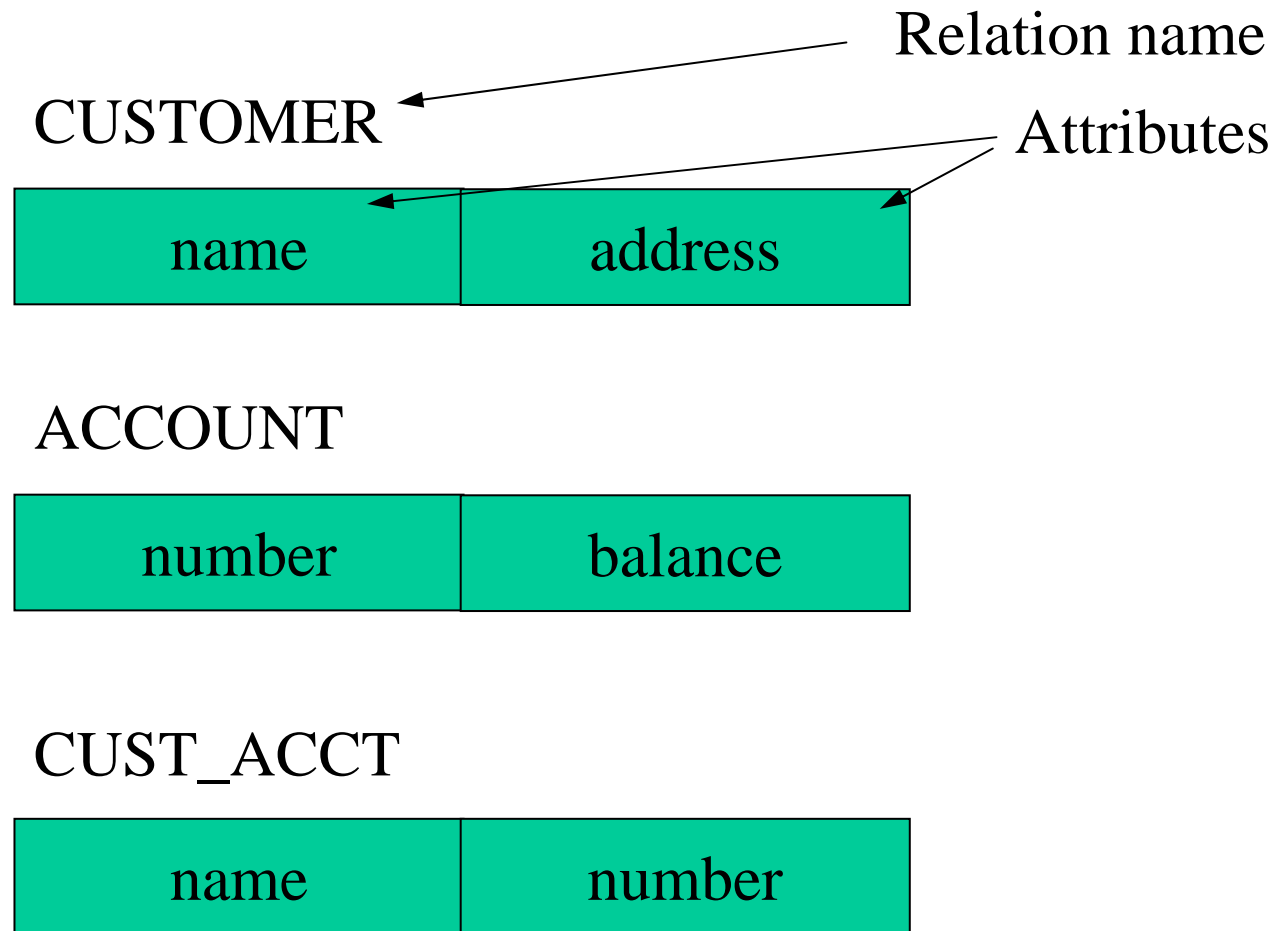 Relation name
CUSTOMER
Attributes
name address
ACCOUNT
number balance
CUST_ACCT
name number